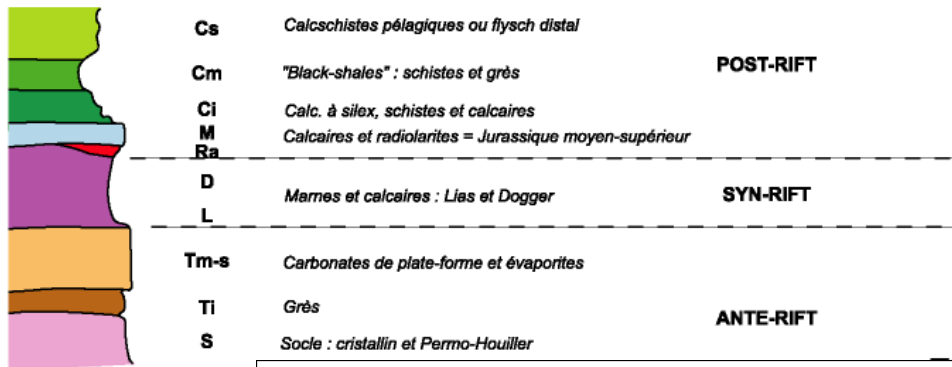 Cs Calcschistes pélagiques ou flysch distal
POST-RIFT
Cm "Black-shales" : schistes et grès
Ci Calc. à silex, schistes et calcaires
M Calcaires et radiolarites = Jurassique moyen-supérieur
Ra
D
Marnes et calcaires : Lias et Dogger SYN-RIFT
L
Tm-s Carbonates de plate-forme et évaporites
Ti Grès
ANTE-RIFT
S Socle : cristallin et Permo-Houiller